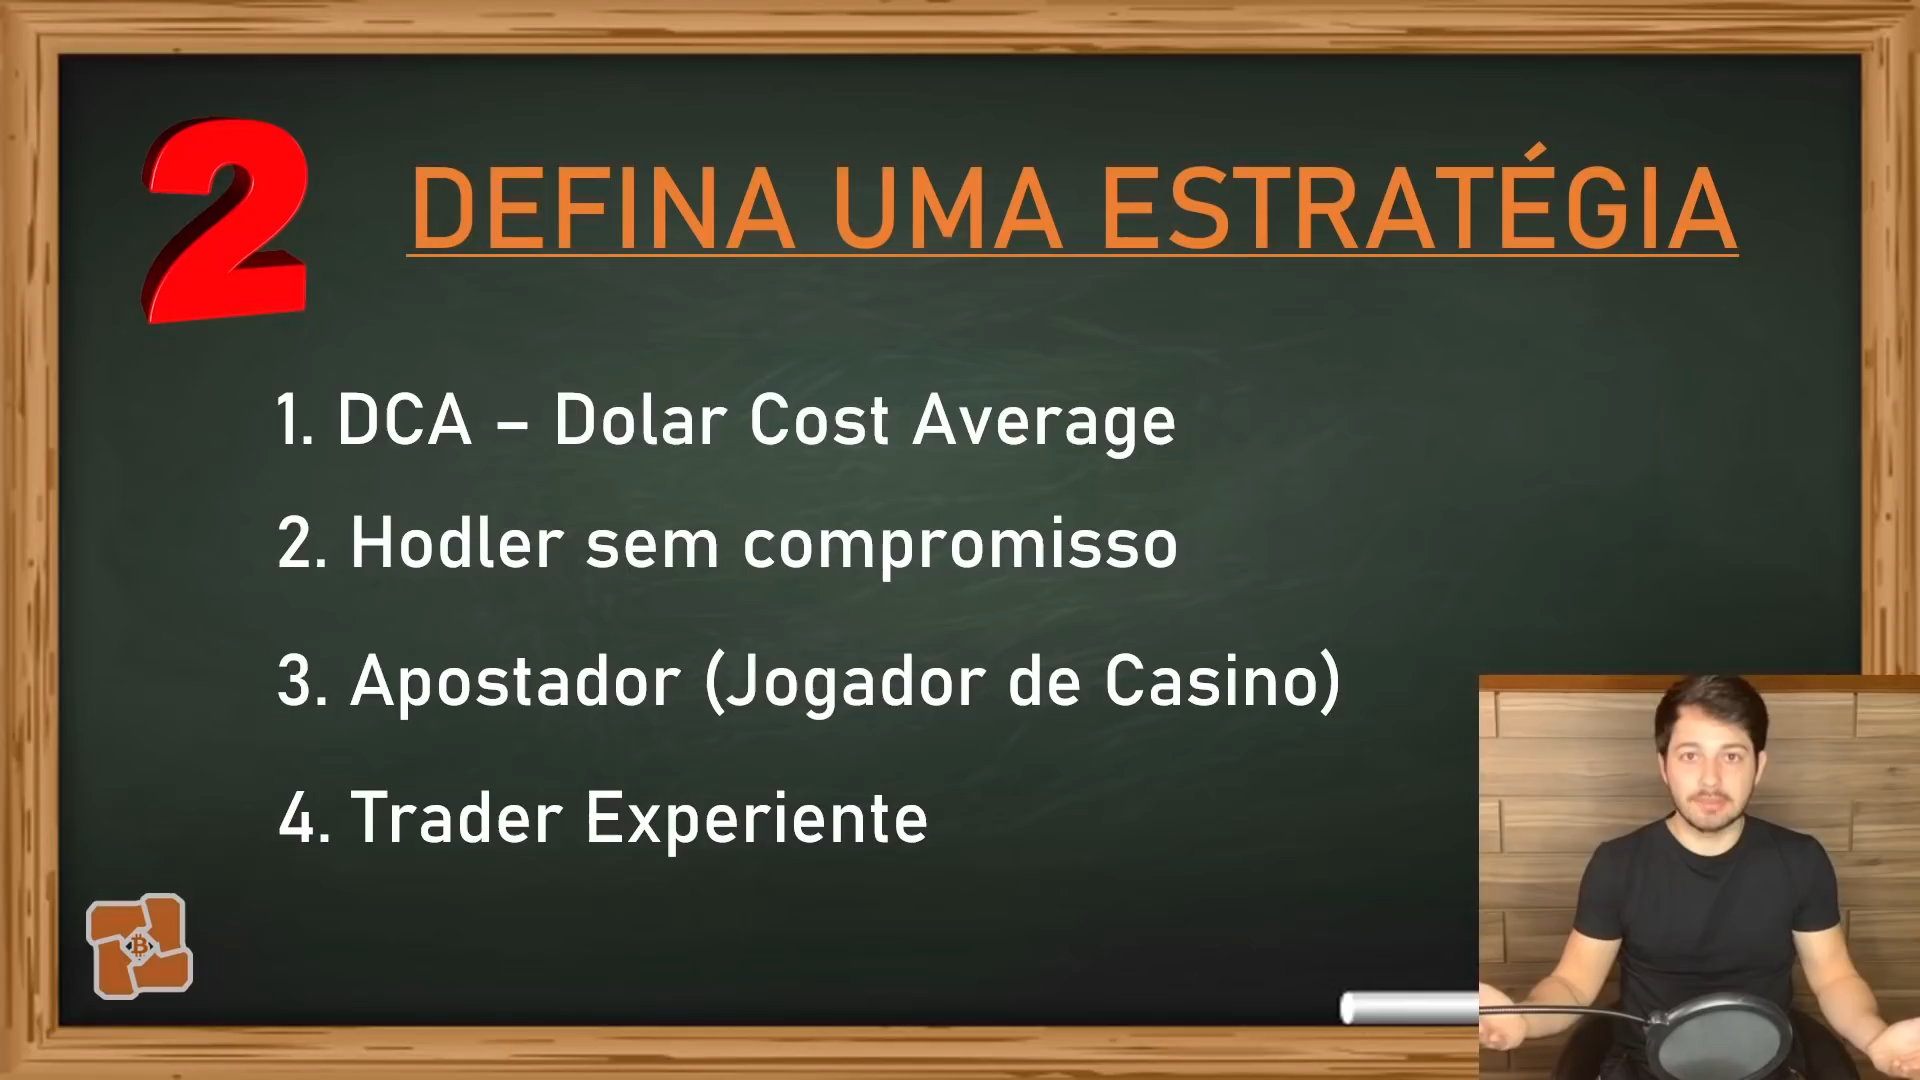 2
DEFINA UMA ESTRATÉGIA
1. DCA – Dolar Cost Average
2. Hodler sem compromisso
3. Apostador (Jogador de Casino)
4. Trader Experiente